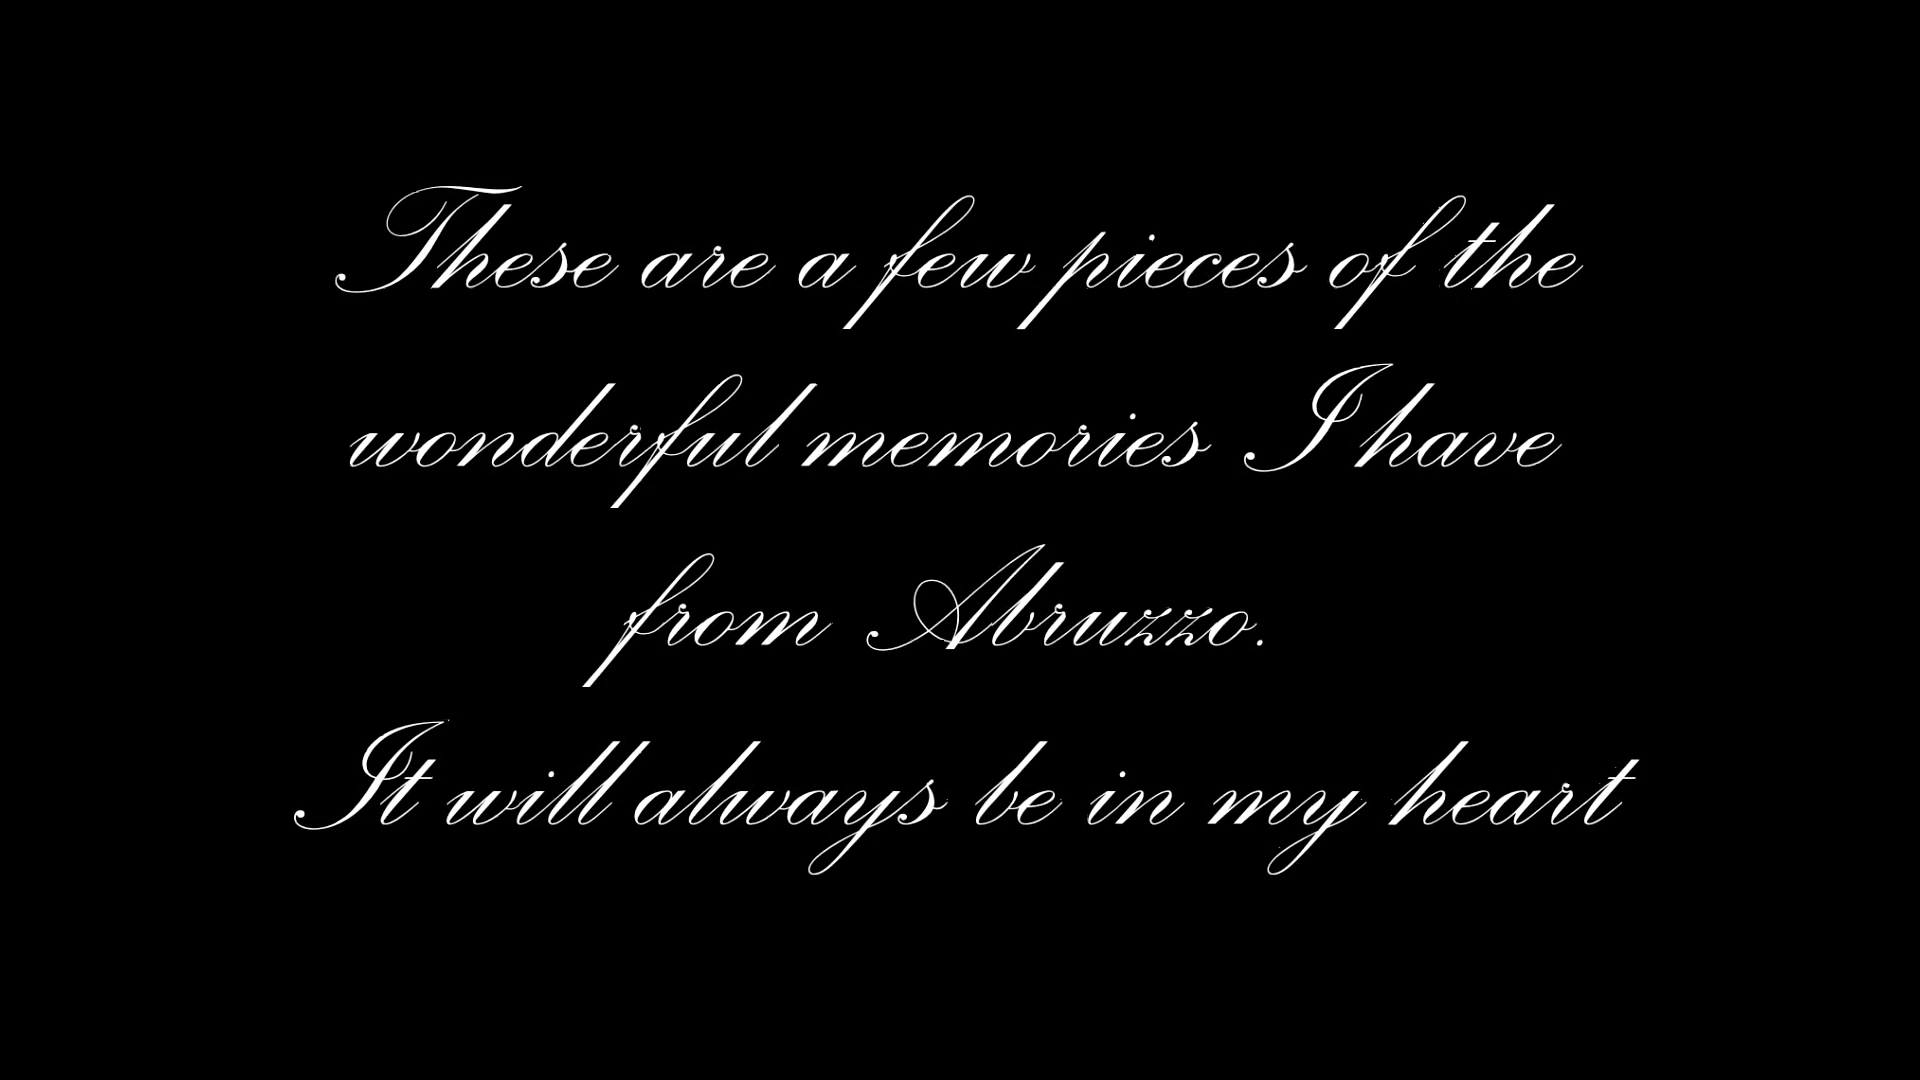 These are a few pieces of the
wonderful memories I have
from Abruzzo.
It will always be in my heart